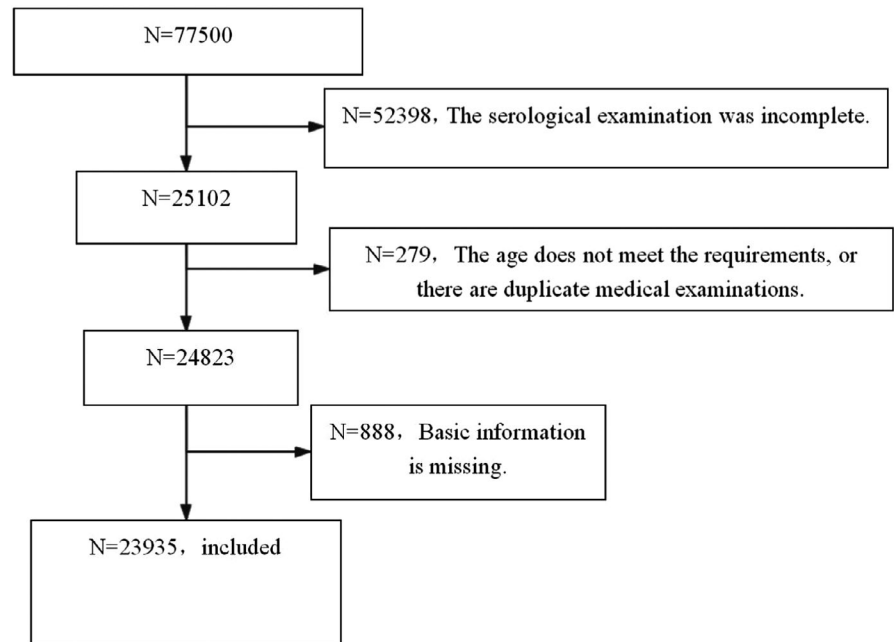 N=77500
N=52398，The serological examination was incomplete.
N=25102
N=279，The age does not meet the requirements, or
there are duplicate medical examinations.
N=24823
N=888，Basic information
is missing.
N=23935，included